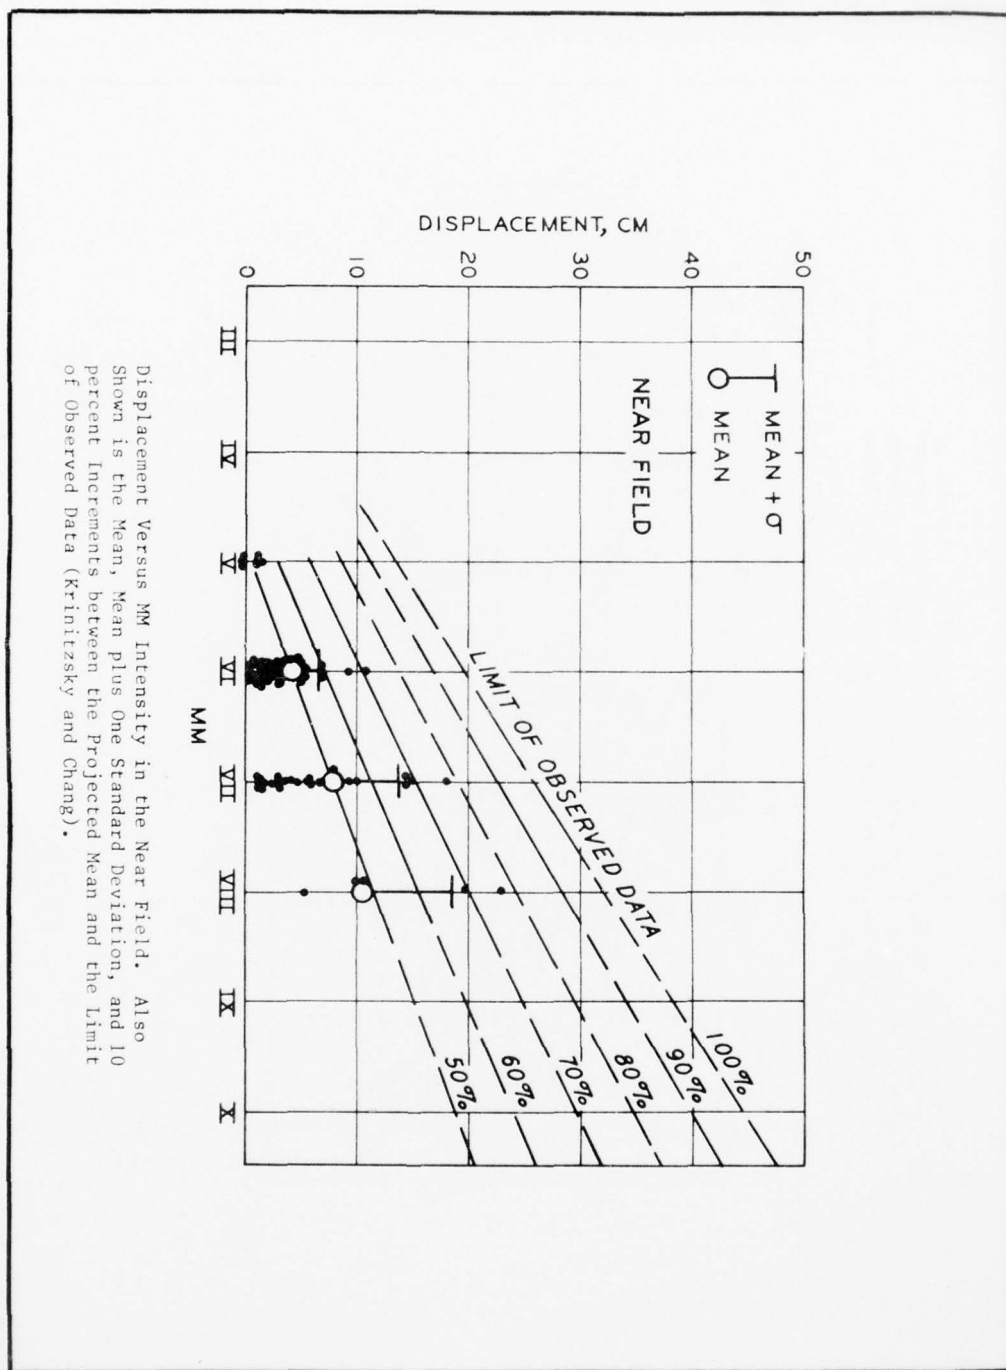 DISPLACEMENT, CM
50
40
30
20
10
0
MEAN + σ
MEAN
NEAR FIELD
LIMIT OF OBSERVED DATA
100%
90%
80%
70%
60%
50%
III
IV
V
VI
VII
VIII
IX
X
MM
Displacement Versus MM Intensity in the Near Field. Also
Shown is the Mean, Mean plus One Standard Deviation, and 10
percent Increments between the Projected Mean and the Limit
of Observed Data (Krinitzsky and Chang).